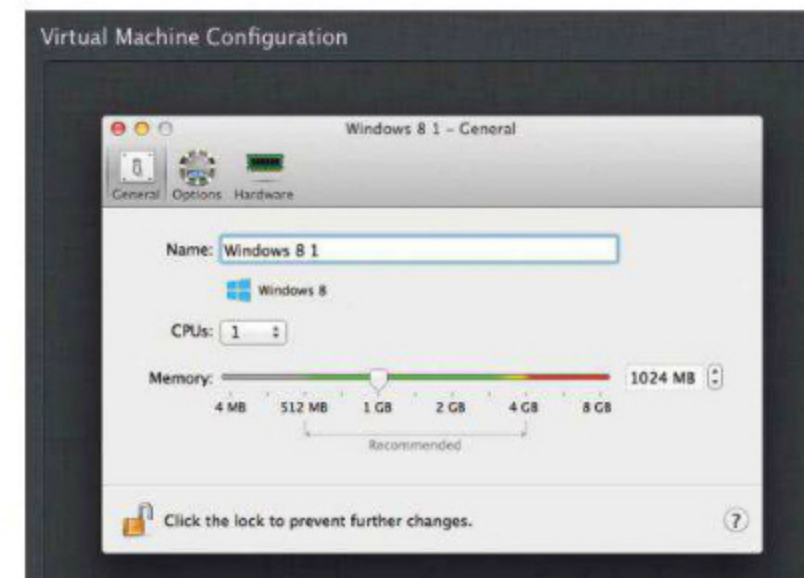 Virtual Machine Configuration
Windows 8 1 – General
General Options Hardware
Name: Windows 8 1
Windows 8
CPUs: 1
Memory: 1024 MB
4 MB 512 MB 1 GB 2 GB 4 GB 8 GB
Recommended
Click the lock to prevent further changes. ?